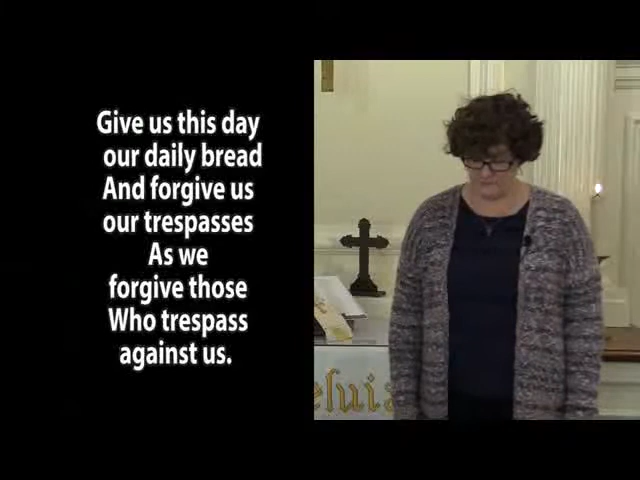 Give us this day
our daily bread
And forgive us
our trespasses
As we
forgive those
Who trespass
against us.
eluia